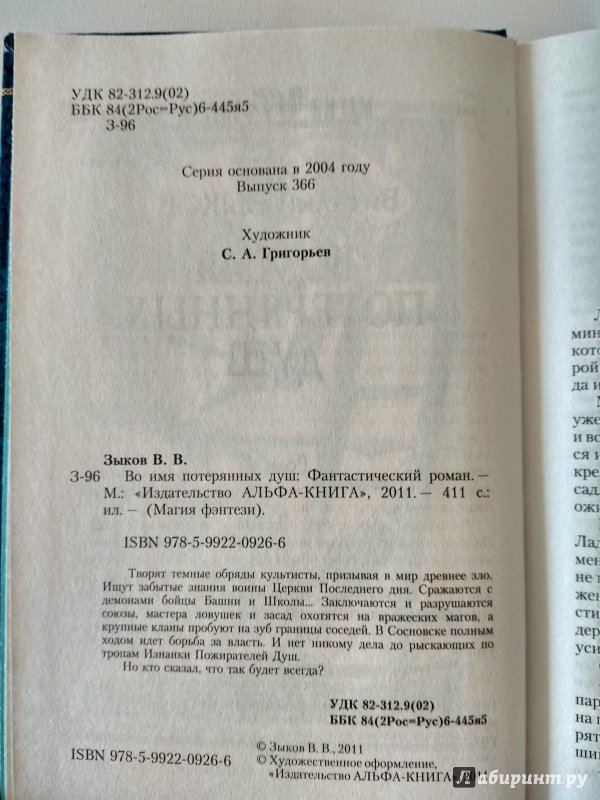 УДК 82-312.9(02)
ББК 84(2Рос=Рус)6-445я5
З-96
Серия основана в 2004 году
Выпуск 366
Художник
С. А. Григорьев
Зыков В. В.
З-96 Во имя потерянных душ: Фантастический роман.—
М.: «Издательство АЛЬФА-КНИГА», 2011.— 411 с.:
ил.— (Магия фэнтези).
ISBN 978-5-9922-0926-6
Творят темные обряды культисты, призывая в мир древнее зло.
Ищут забытые знания воины Церкви Последнего дня. Сражаются с
демонами бойцы Башни и Школы... Заключаются и разрушаются
союзы, мастера ловушек и засад охотятся на вражеских магов, а
крупные кланы пробуют на зуб границы соседей. В Сосновске полным
ходом идет борьба за власть. И нет никому дела до рыскающих по
тропам Изнанки Пожирателей Душ.
Но кто сказал, что так будет всегда?
УДК 82-312.9(02)
ББК 84(2Рос=Рус)6-445я5
© Зыков В. В., 2011
ISBN 978-5-9922-0926-6
© Художественное оформление,
«Издательство АЛЬФА-КНИГА», 2011
лабиринт.ру